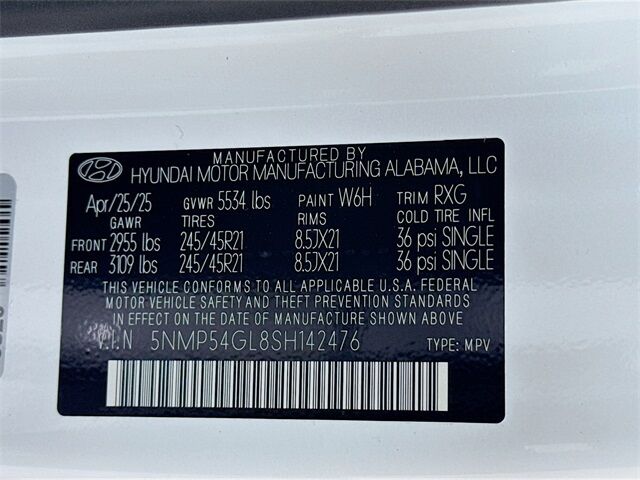 MANUFACTURED BY
HYUNDAI MOTOR MANUFACTURING ALABAMA, LLC
Apr/25/25 GVWR 5534 lbs PAINT W6H TRIM RXG
GAWR TIRES RIMS COLD TIRE INFL
FRONT 2955 lbs 245/45R21 8.5JX21 36 psi SINGLE
REAR 3109 lbs 245/45R21 8.5JX21 36 psi SINGLE
THIS VEHICLE CONFORMS TO ALL APPLICABLE U.S.A. FEDERAL
MOTOR VEHICLE SAFETY AND THEFT PREVENTION STANDARDS
IN EFFECT ON THE DATE OF MANUFACTURE SHOWN ABOVE
V.I.N 5NMP54GL8SH142476 TYPE: MPV